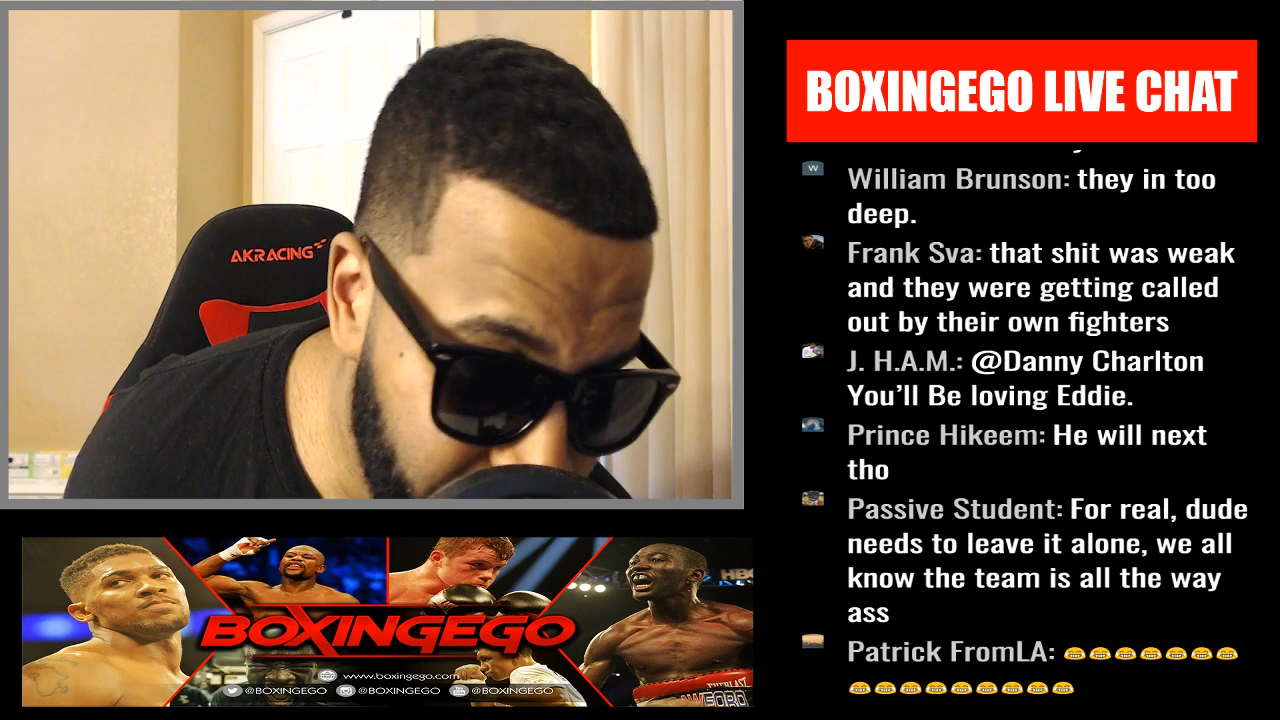 BOXINGEGO LIVE CHAT
W
William Brunson: they in too
deep.
Frank Sva: that shit was weak
and they were getting called
out by their own fighters
J. H.A.M.: @Danny Charlton
You’ll Be loving Eddie.
Prince Hikeem: He will next
tho
Passive Student: For real, dude
needs to leave it alone, we all
know the team is all the way
ass
Patrick FromLA: 😂😂😂😂😂😂😂
😂😂😂😂😂😂😂😂😂
AKRACING
HBO
BOXINGEGO
www.boxingego.com
@BOXINGEGO @BOXINGEGO @BOXINGEGO
EVERLAST